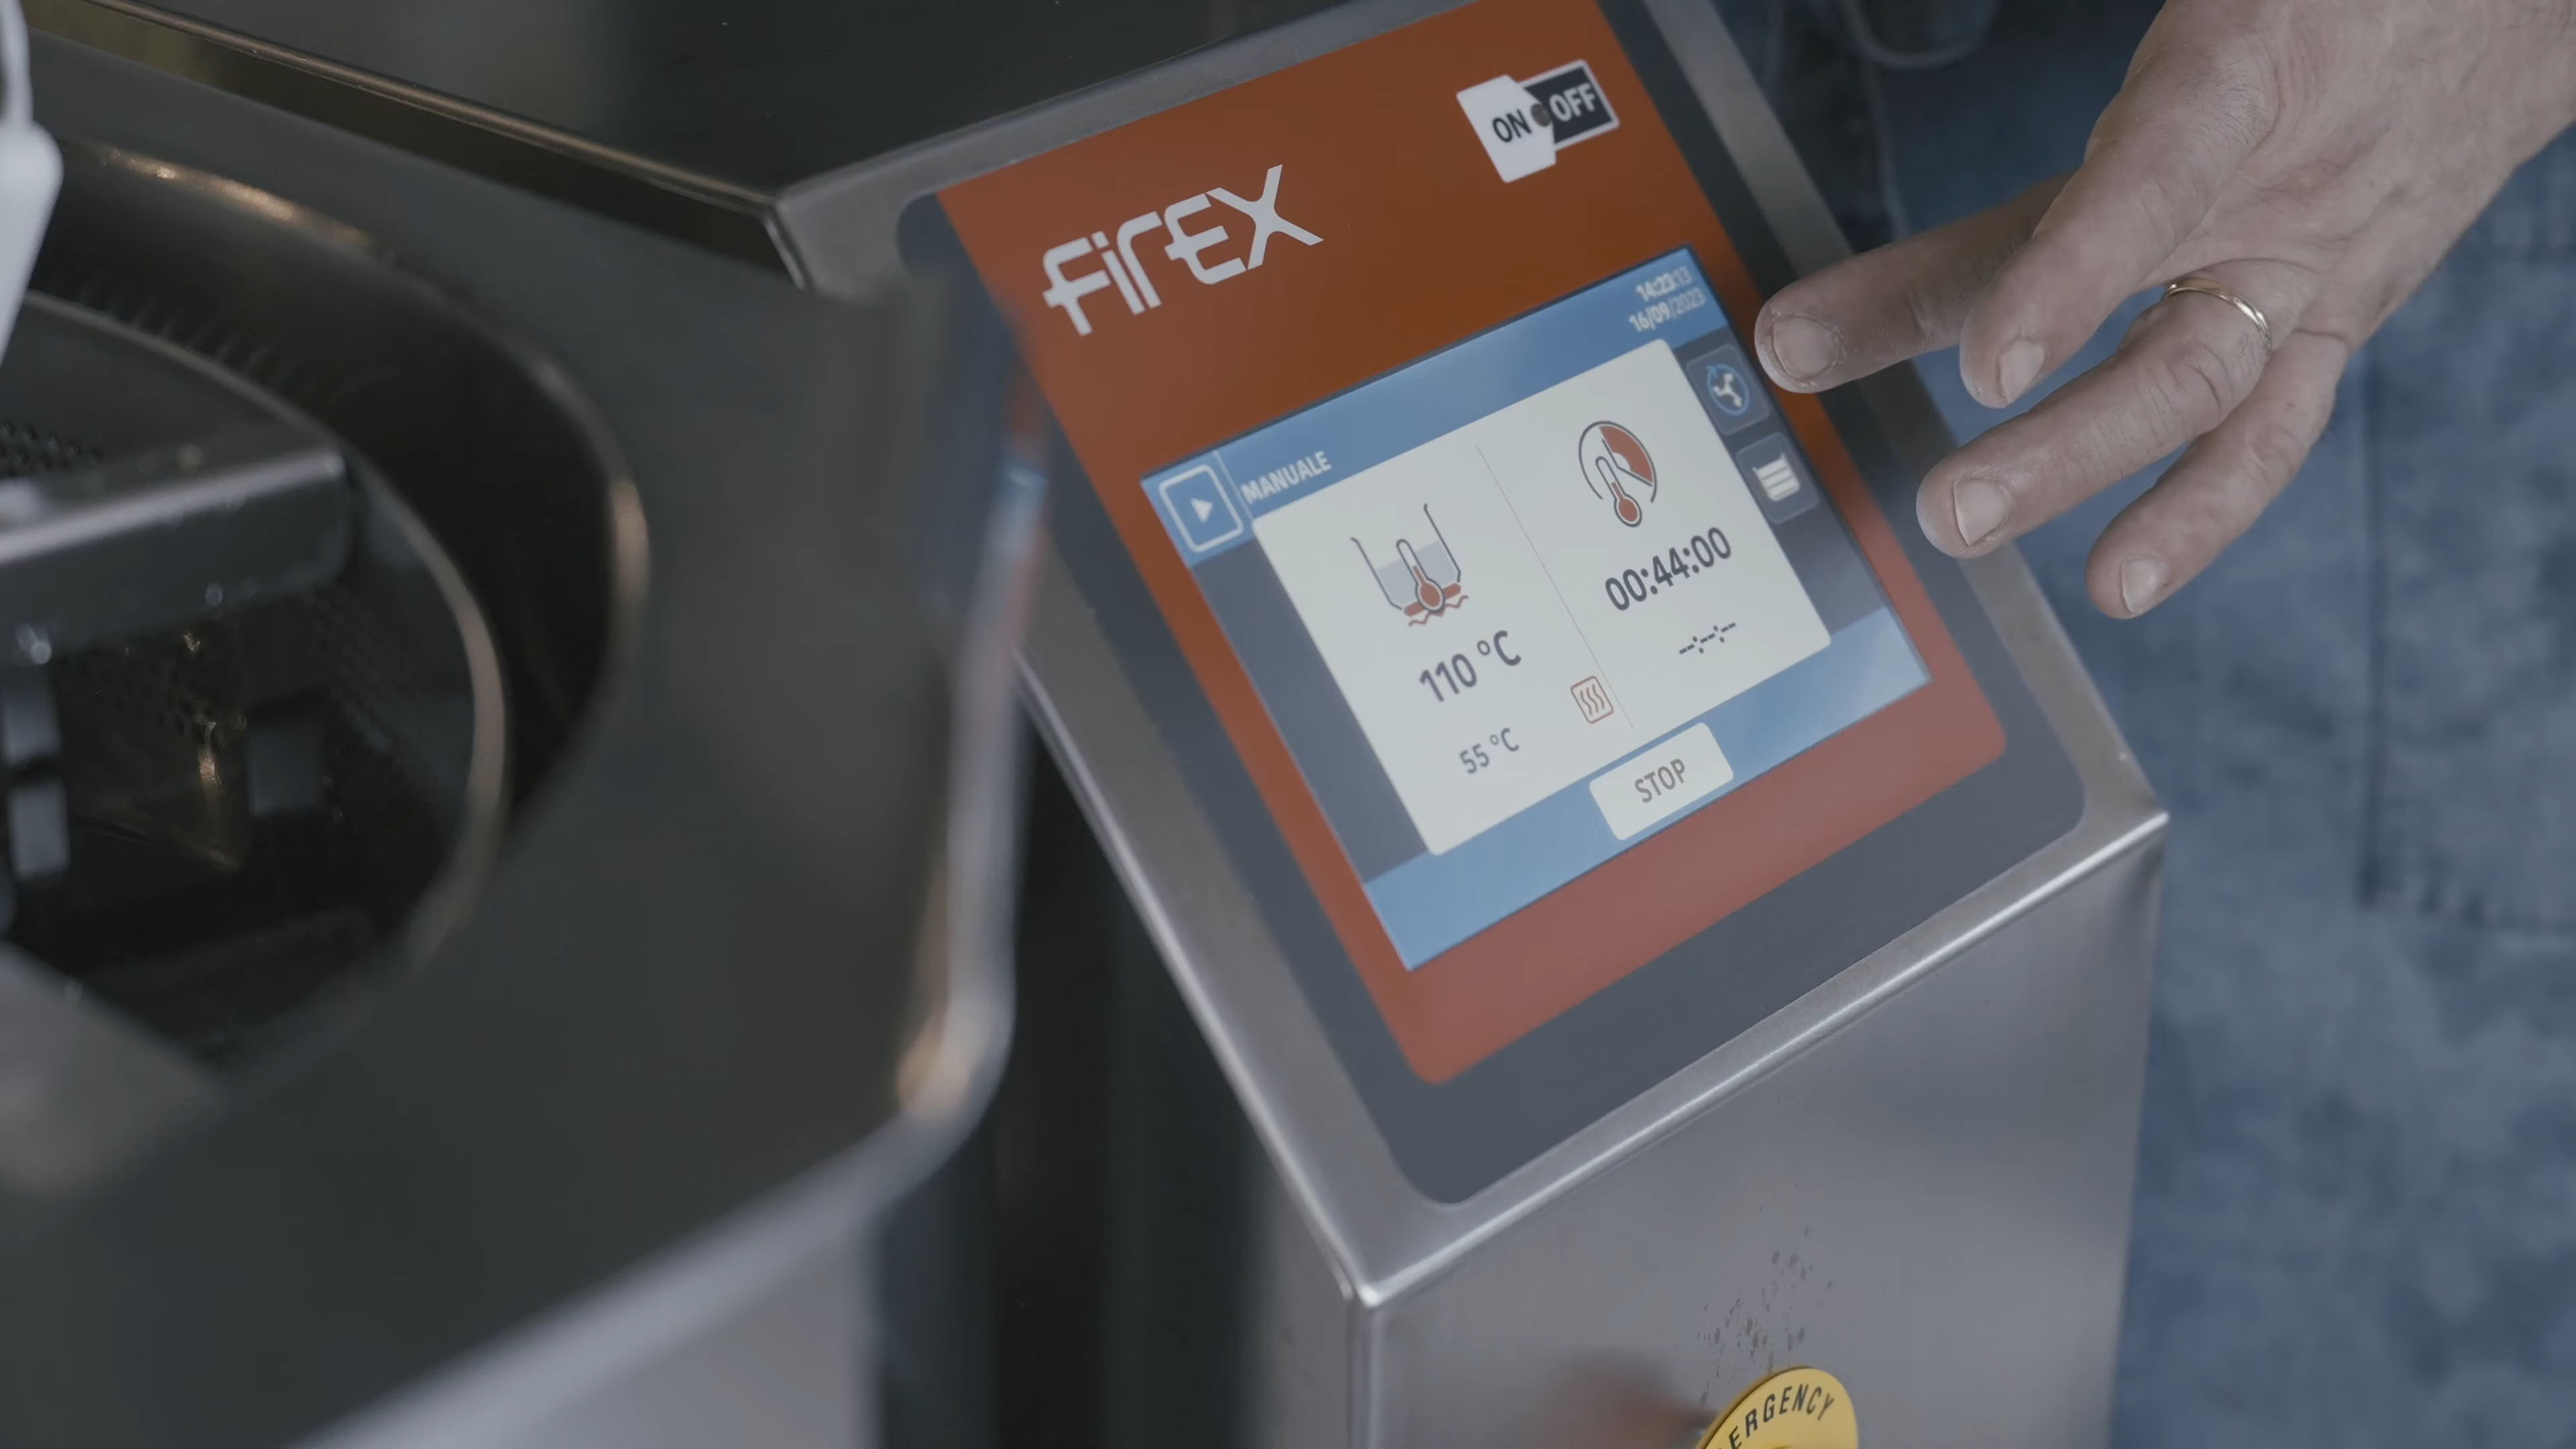 ON OFF
FIREX
14:23:13
16/09/2023
MANUALE
00:44:00
--:--:--
110 °C
55 °C
STOP
ERGENCY